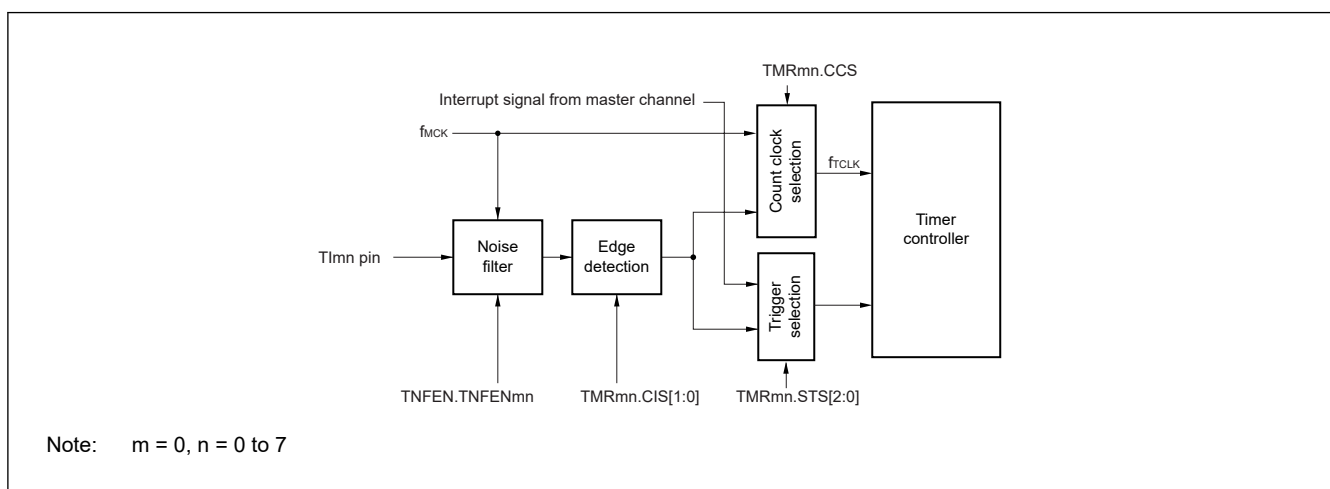 TMRmn.CCS
Interrupt signal from master channel
fMCK
Count clock
selection
fTCLK
Timer
controller
TImn pin
Noise
filter
Edge
detection
Trigger
selection
TNFEN.TNFENmn
TMRmn.CIS[1:0]
TMRmn.STS[2:0]
Note: m = 0, n = 0 to 7